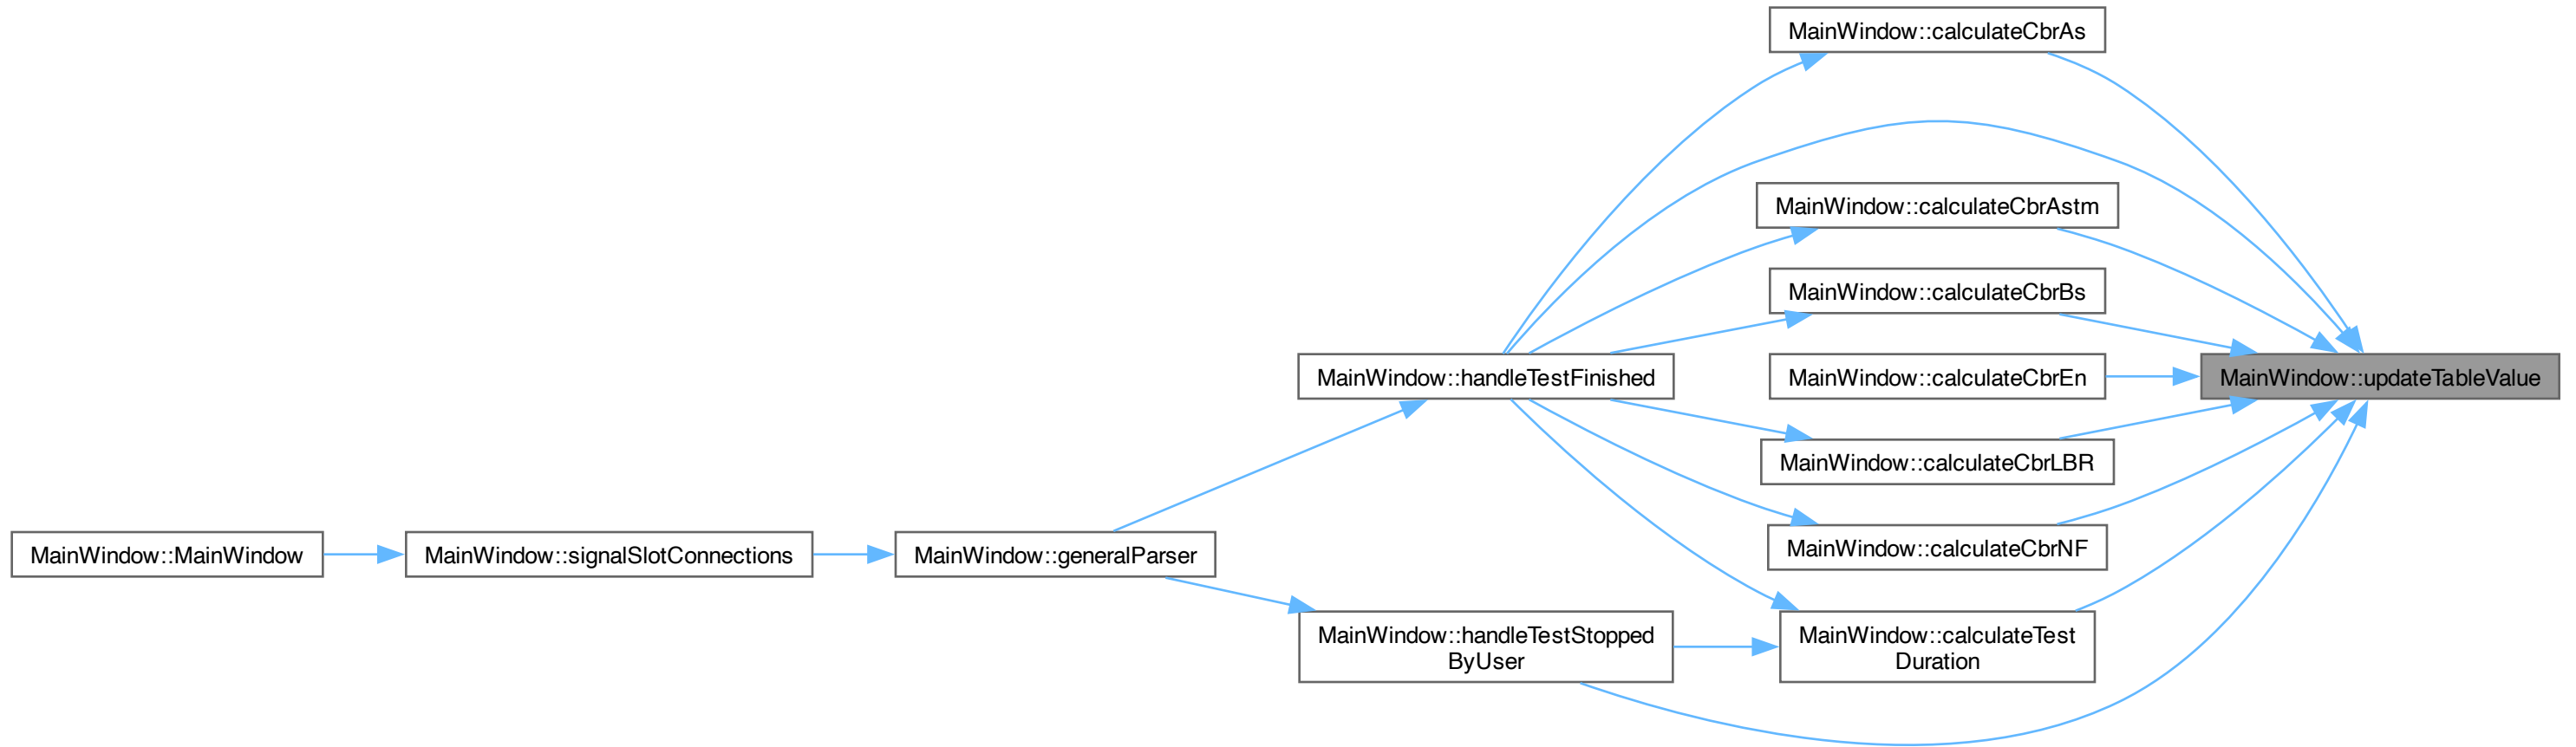 MainWindow::calculateCbrAs
MainWindow::calculateCbrAstm
MainWindow::calculateCbrBs
MainWindow::handleTestFinished
MainWindow::calculateCbrEn
MainWindow::updateTableValue
MainWindow::calculateCbrLBR
MainWindow::MainWindow
MainWindow::signalSlotConnections
MainWindow::generalParser
MainWindow::calculateCbrNF
MainWindow::handleTestStopped
ByUser
MainWindow::calculateTest
Duration